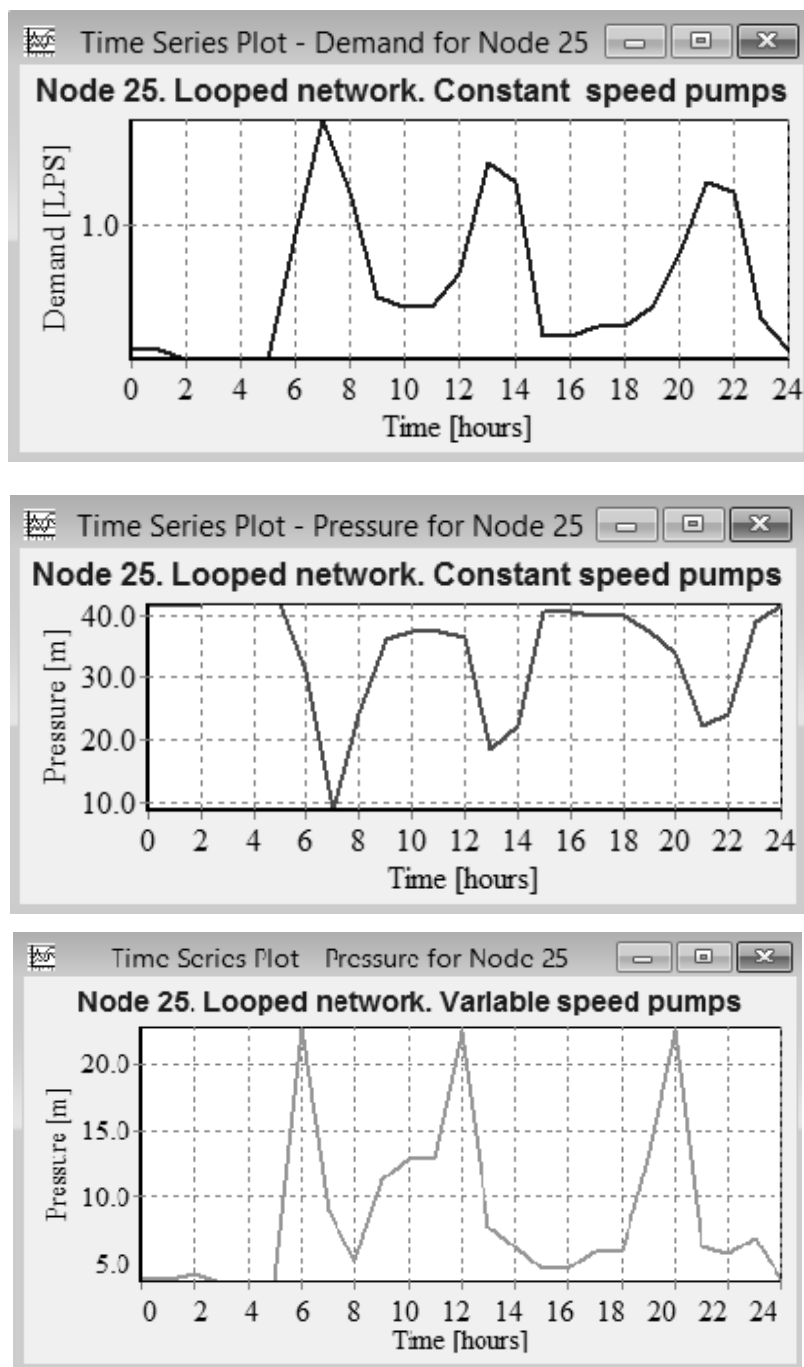 Time Series Plot - Demand for Node 25
Node 25. Looped network. Constant speed pumps
Demand [LPS]
1.0
0 2 4 6 8 10 12 14 16 18 20 22 24
Time [hours]
Time Series Plot - Pressure for Node 25
Node 25. Looped network. Constant speed pumps
Pressure [m]
40.0
30.0
20.0
10.0
0 2 4 6 8 10 12 14 16 18 20 22 24
Time [hours]
Time Series Plot Pressure for Node 25
Node 25. Looped network. Variable speed pumps
Pressure [m]
20.0
15.0
10.0
5.0
0 2 4 6 8 10 12 14 16 18 20 22 24
Time [hours]